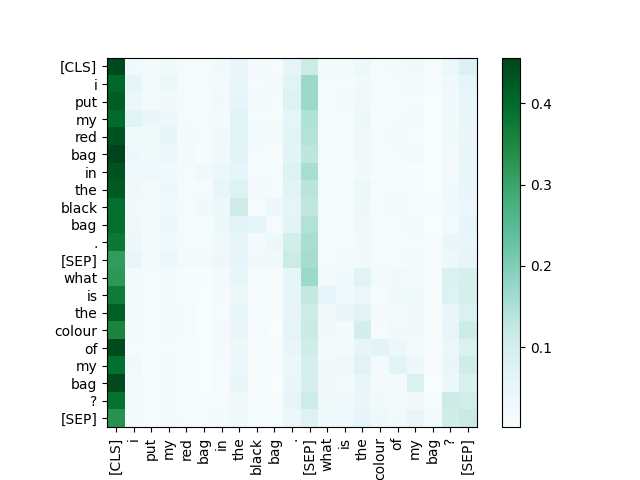 [CLS]
i
put
my
red
bag
in
the
black
bag
.
[SEP]
what
is
the
colour
of
my
bag
?
[SEP]
[CLS]
i
put
my
red
bag
in
the
black
bag
.
[SEP]
what
is
the
colour
of
my
bag
?
[SEP]
0.4
0.3
0.2
0.1